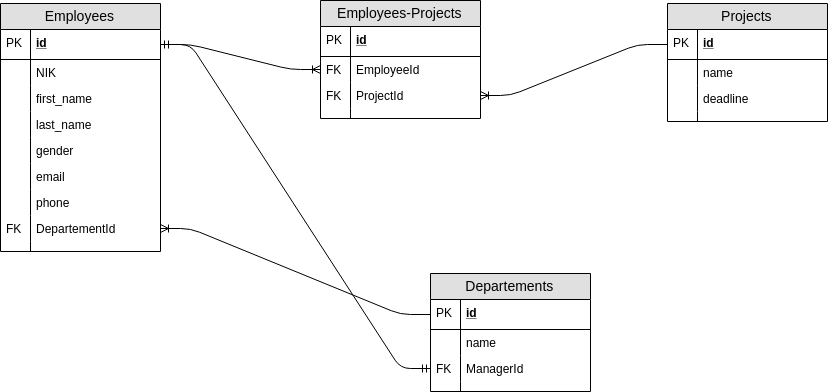 Employees
PK id
NIK
first_name
last_name
gender
email
phone
FK DepartementId
Employees-Projects
PK id
FK EmployeeId
FK ProjectId
Projects
PK id
name
deadline
Departements
PK id
name
FK ManagerId